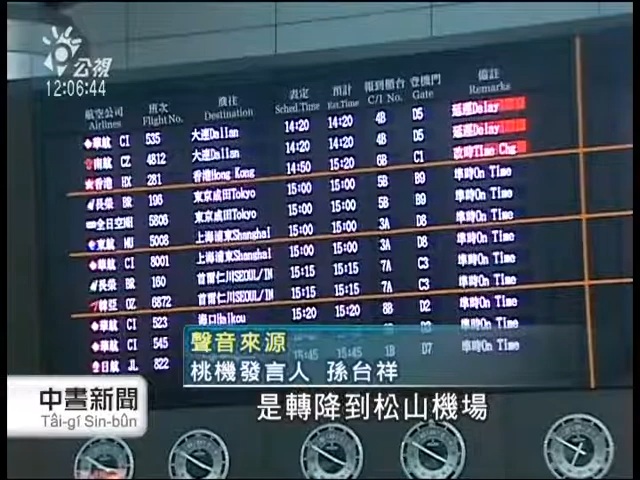 公視
12:06:44
航空公司 班次 飛往 表定 預計 報到櫃台 登機門 備註
Airlines Flight No. Destination Sched.Time Est.Time C/I No. Gate Remarks
華航 CI 535 大連Dalian 14:20 14:20 4B D5 延遲Delay
南航 CZ 4812 大連Dalian 14:20 14:20 4B D5 延遲Delay
香港 HX 281 香港Hong Kong 14:50 15:20 6B C1 改時Time Chg
長榮 BR 196 東京成田Tokyo 15:00 15:00 5B B9 準時On Time
全日空 5806 東京成田Tokyo 15:00 15:00 5B B9 準時On Time
東航 MU 5008 上海浦東Shanghai 15:00 15:00 3A D8 準時On Time
華航 CI 8001 上海浦東Shanghai 15:00 15:00 3A D8 準時On Time
長榮 BR 160 首爾仁川SEOUL/IN 15:15 15:15 7A C3 準時On Time
韓亞 OZ 6872 首爾仁川SEOUL/IN 15:15 15:15 7A C3 準時On Time
華航 CI 523 海口Haikou 15:20 15:20 8B D2 準時On Time
華航 CI 545 準時On Time
全日航 JL 822 15:45 15:45 1B D7 準時On Time
聲音來源
桃機發言人 孫台祥
中晝新聞
Tâi-gí Sin-bûn
是轉降到松山機場